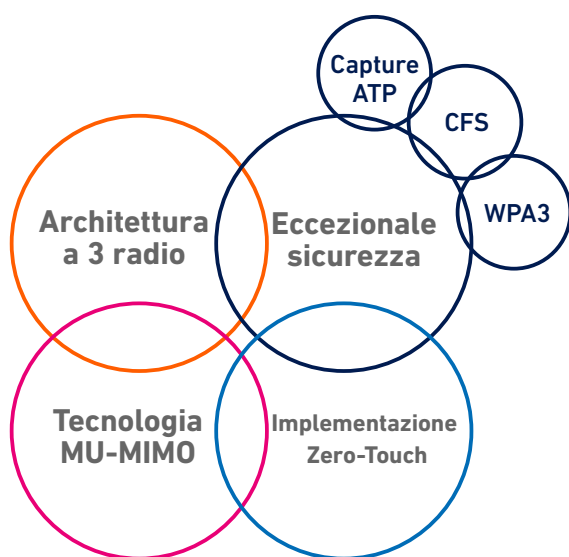 Capture
ATP
CFS
WPA3
Architettura
a 3 radio
Eccezionale
sicurezza
Tecnologia
MU-MIMO
Implementazione
Zero-Touch